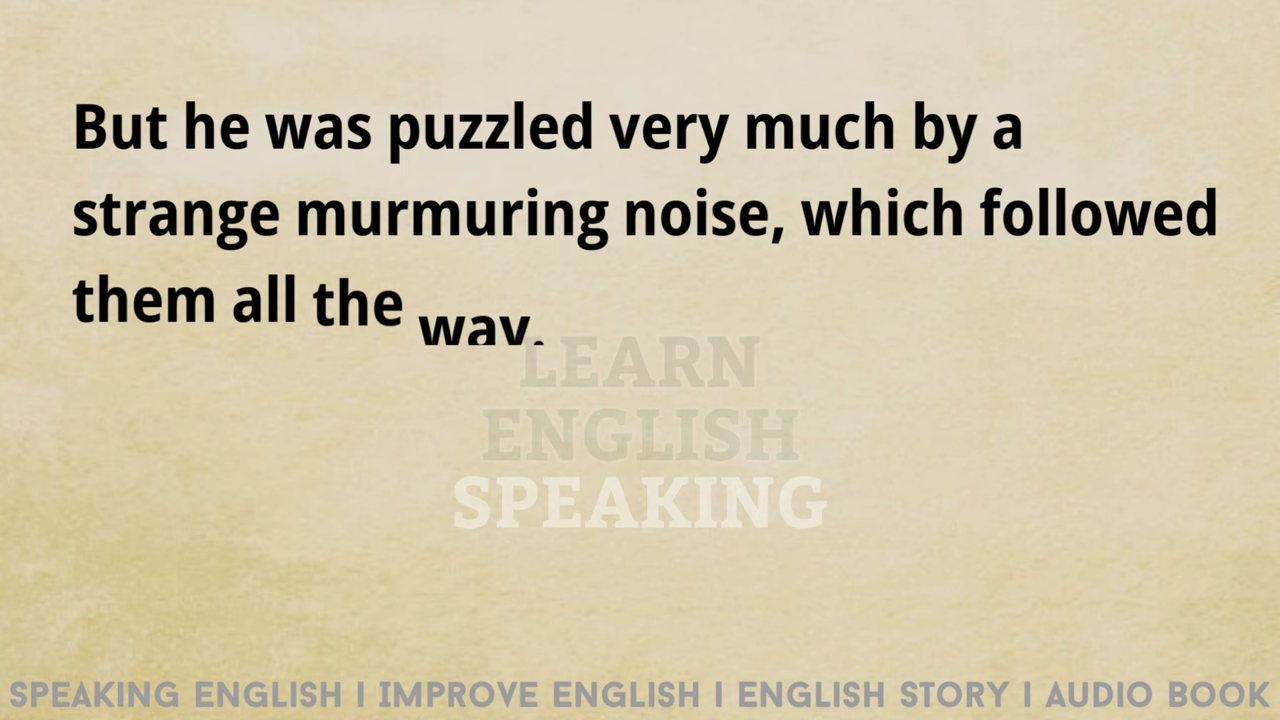 But he was puzzled very much by a
strange murmuring noise, which followed
them all the way.
LEARN
ENGLISH
SPEAKING
SPEAKING ENGLISH I IMPROVE ENGLISH I ENGLISH STORY I AUDIO BOOK